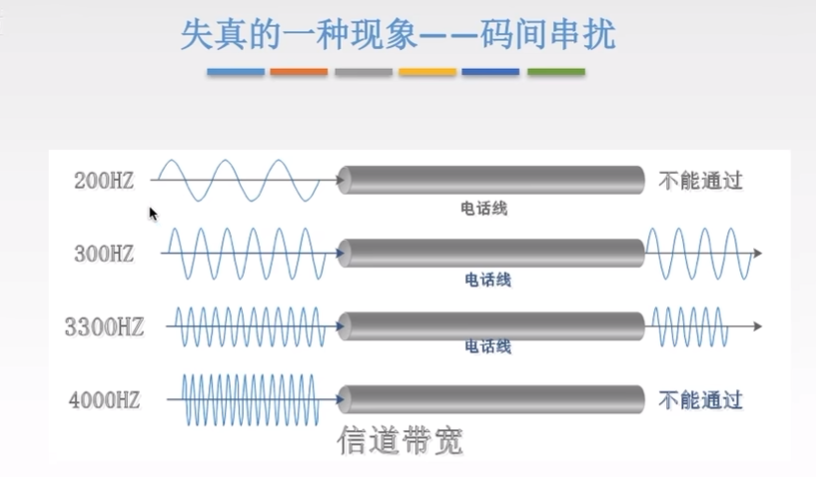 失真的一种现象——码间串扰
200HZ 不能通过
电话线
300HZ
电话线
3300HZ
电话线
4000HZ 不能通过
信道带宽